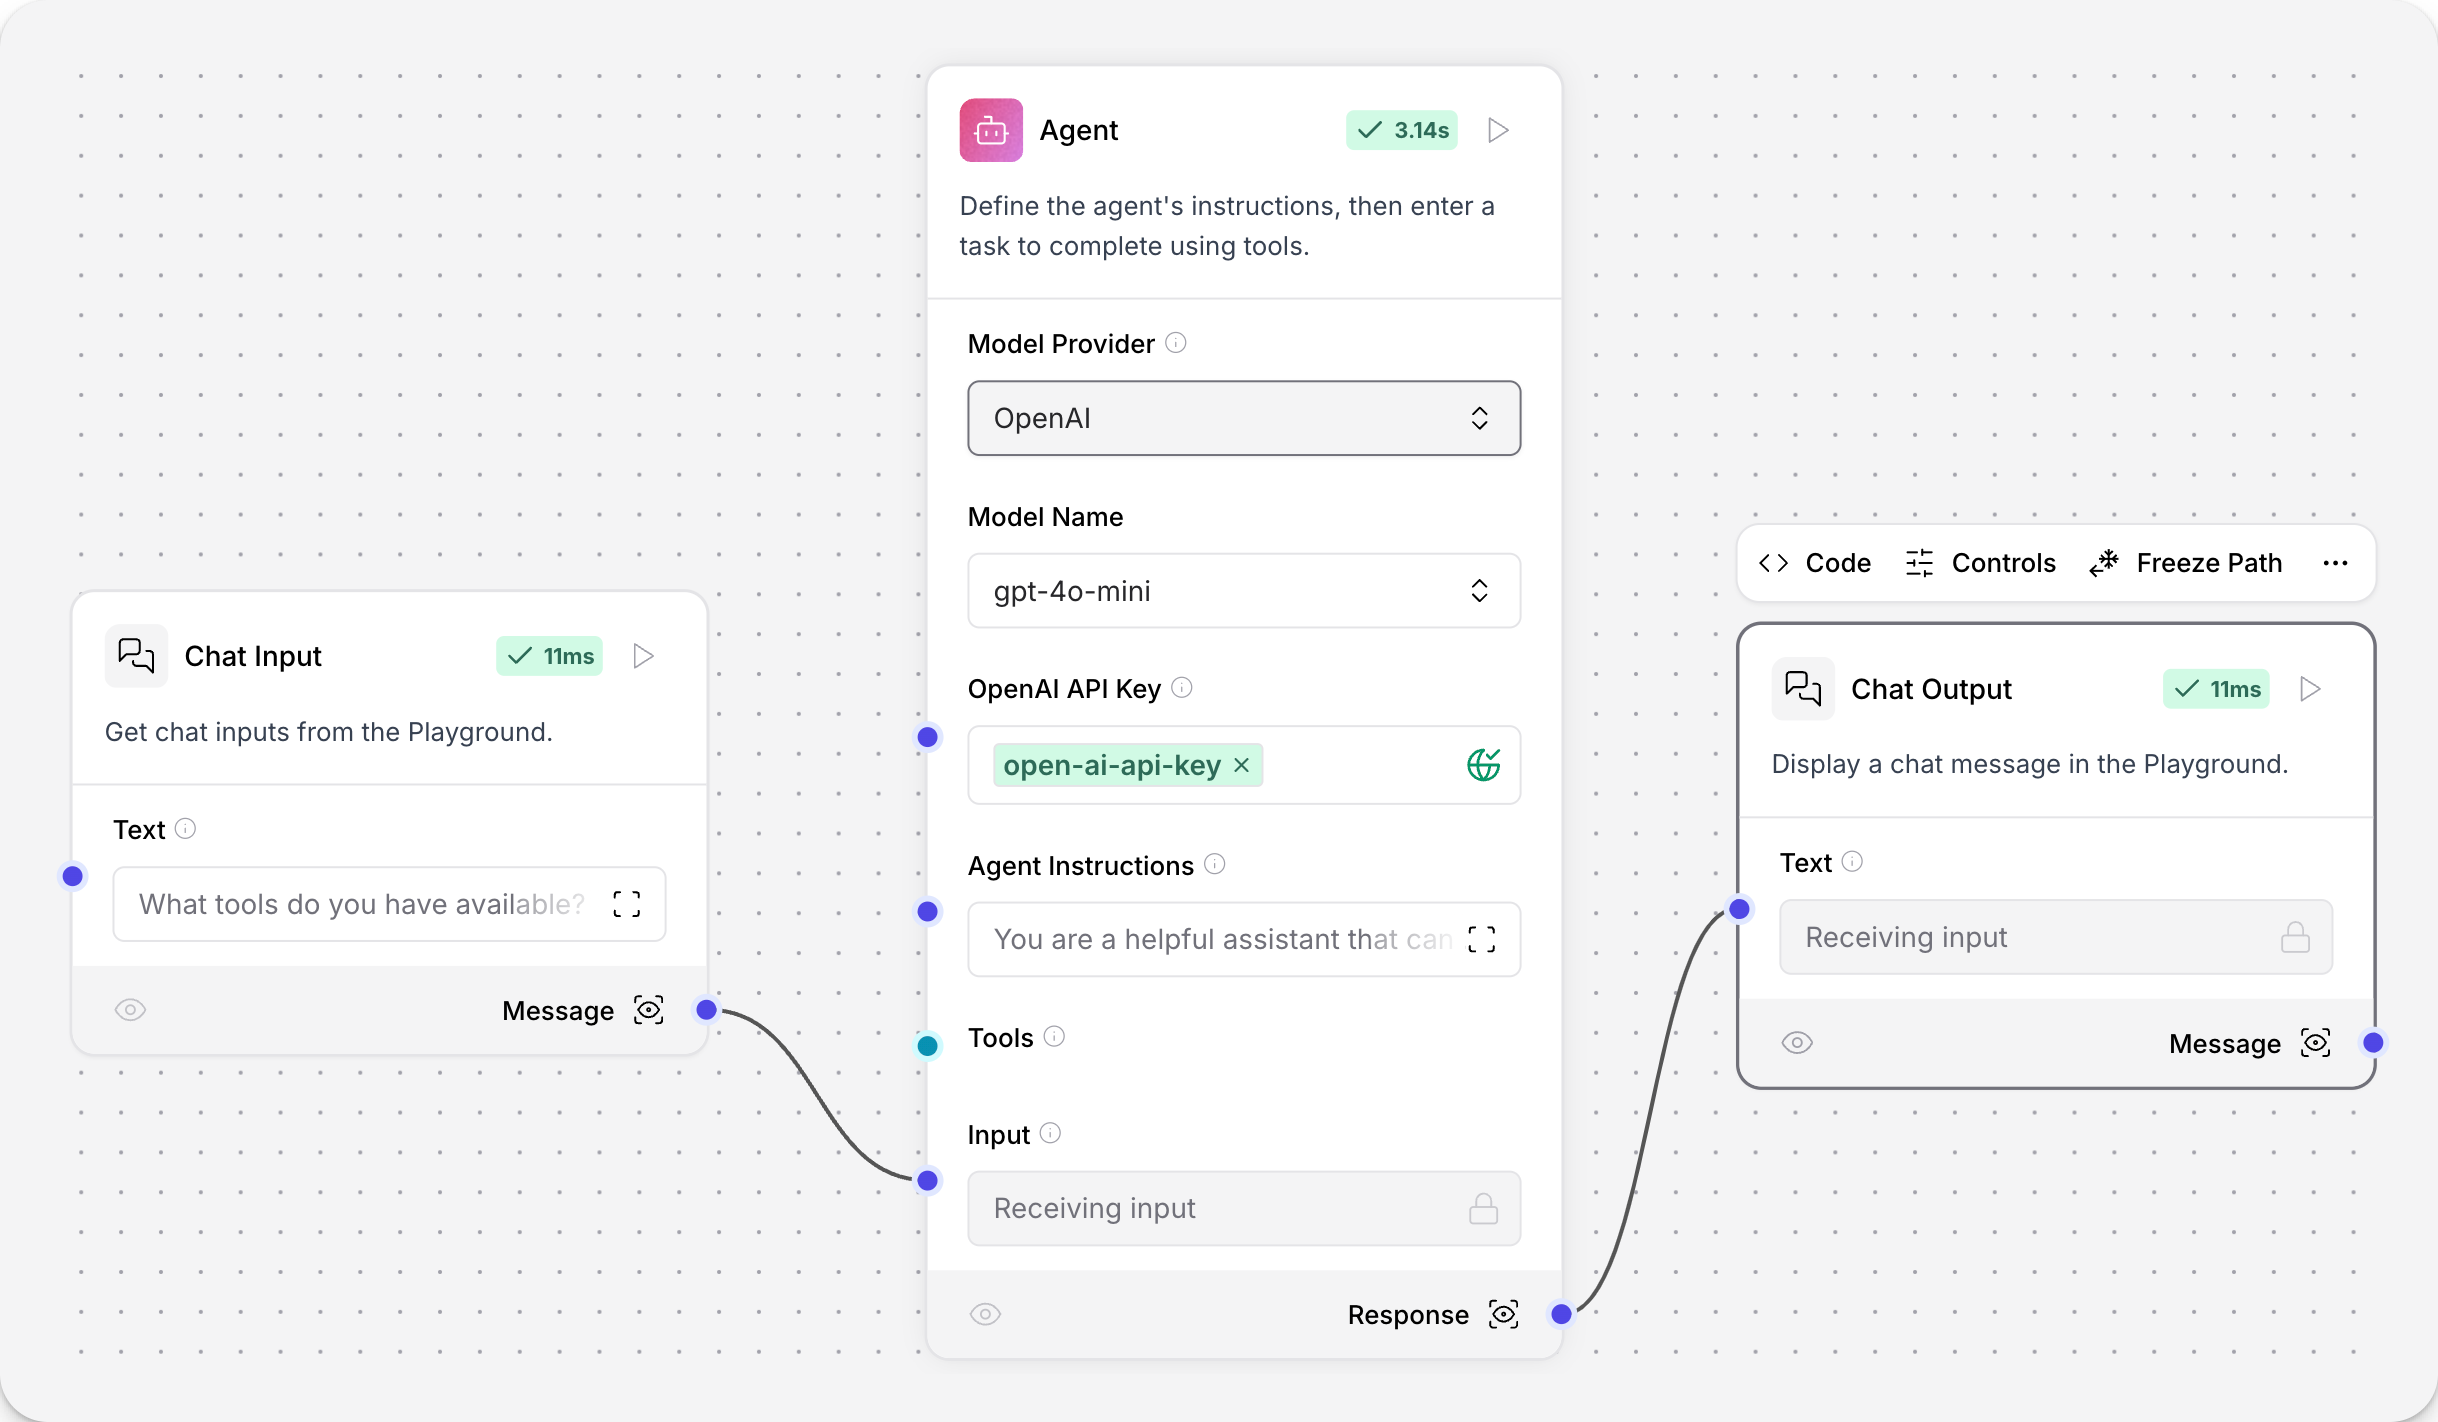 Chat Input
11ms
Get chat inputs from the Playground.
Text
What tools do you have available?
Message
Agent
3.14s
Define the agent's instructions, then enter a
task to complete using tools.
Model Provider
OpenAI
Model Name
gpt-4o-mini
OpenAI API Key
open-ai-api-key
Agent Instructions
You are a helpful assistant that can
Tools
Input
Receiving input
Response
Code Controls Freeze Path
Chat Output
11ms
Display a chat message in the Playground.
Text
Receiving input
Message